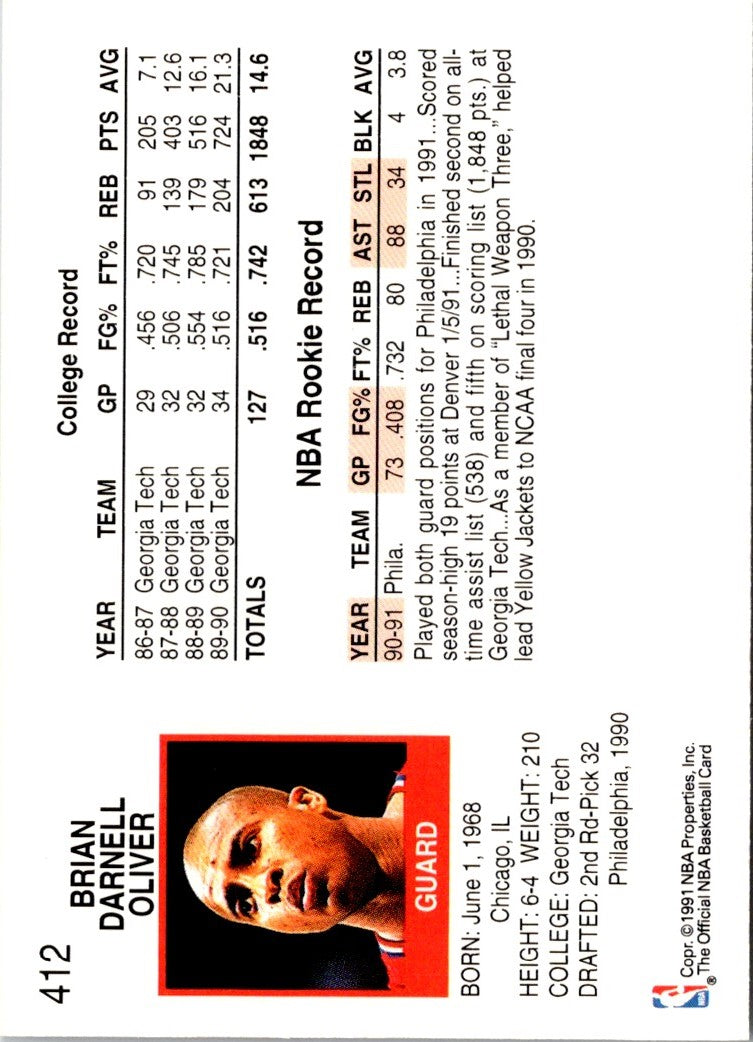 412
BRIAN
DARNELL
OLIVER
GUARD
BORN: June 1, 1968
Chicago, IL
HEIGHT: 6-4 WEIGHT: 210
COLLEGE: Georgia Tech
DRAFTED: 2nd Rd-Pick 32
Philadelphia, 1990
NBA
®
Copr. ©1991 NBA Properties, Inc.
The Official NBA Basketball Card
College Record
YEAR TEAM GP FG% FT% REB PTS AVG
86-87 Georgia Tech 29 .456 .720 91 205 7.1
87-88 Georgia Tech 32 .506 .745 139 403 12.6
88-89 Georgia Tech 32 .554 .785 179 516 16.1
89-90 Georgia Tech 34 .516 .721 204 724 21.3
TOTALS 127 .516 .742 613 1848 14.6
NBA Rookie Record
YEAR TEAM GP FG% FT% REB AST STL BLK AVG
90-91 Phila. 73 .408 .732 80 88 34 4 3.8
Played both guard positions for Philadelphia in 1991...Scored
season-high 19 points at Denver 1/5/91...Finished second on all-
time assist list (538) and fifth on scoring list (1,848 pts.) at
Georgia Tech...As a member of "Lethal Weapon Three," helped
lead Yellow Jackets to NCAA final four in 1990.